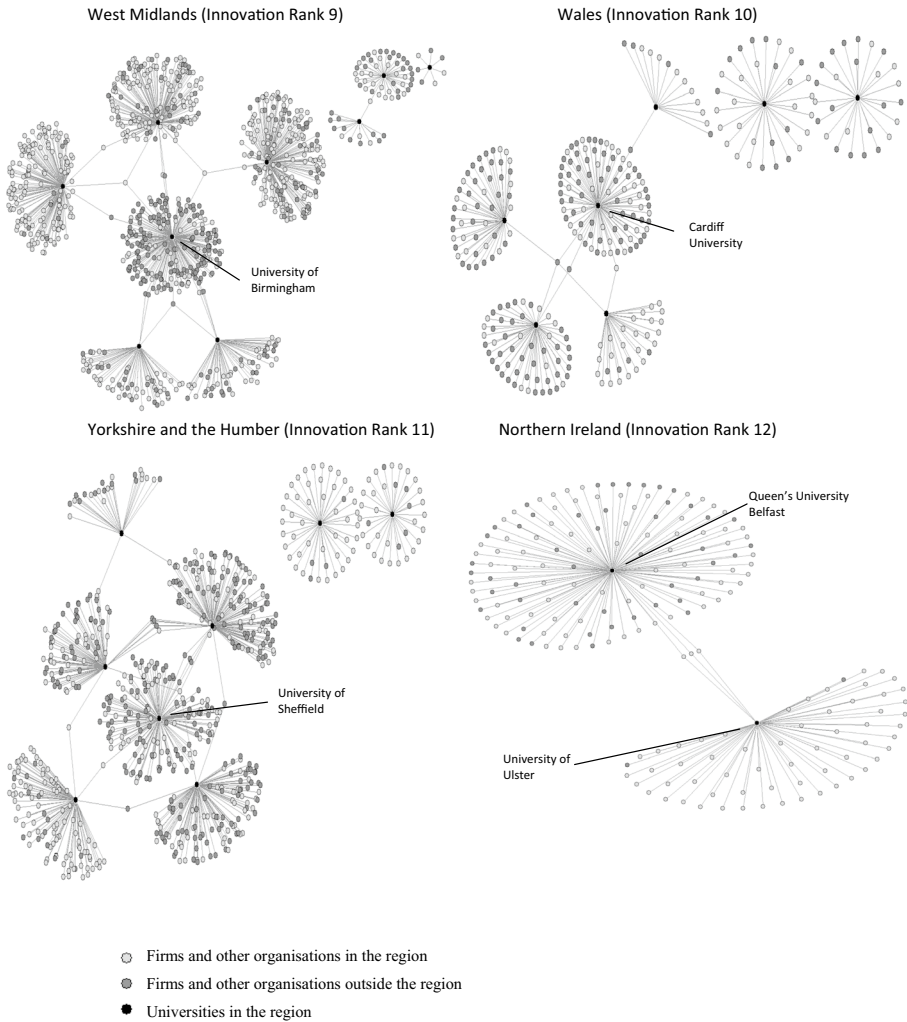 West Midlands (Innovation Rank 9)
Wales (Innovation Rank 10)
Cardiff
University
University of
Birmingham
Yorkshire and the Humber (Innovation Rank 11)
Northern Ireland (Innovation Rank 12)
Queen's University
Belfast
University of
Sheffield
University of
Ulster
Firms and other organisations in the region
Firms and other organisations outside the region
Universities in the region